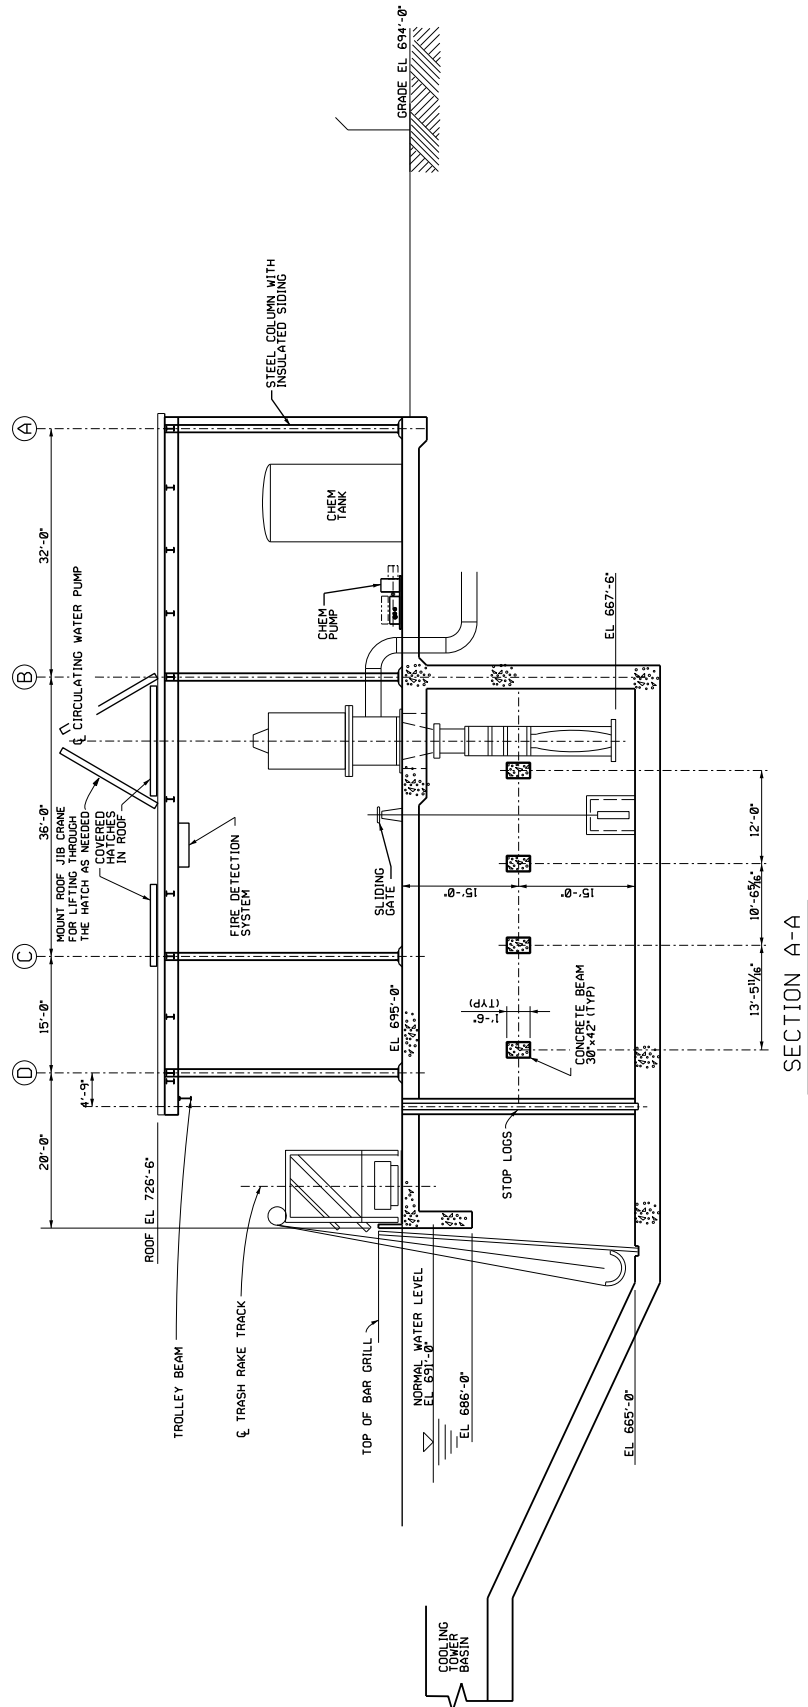 D
C
B
A
20'-0"
15'-0"
36'-0"
32'-0"
4'-9"
MOUNT ROOF JIB CRANE
FOR LIFTING THROUGH
THE HATCH AS NEEDED
COVERED
HATCHES
IN ROOF
℄ CIRCULATING WATER PUMP
ROOF EL 726'-6"
TROLLEY BEAM
℄ TRASH RAKE TRACK
FIRE DETECTION
SYSTEM
STEEL COLUMN WITH
INSULATED SIDING
CHEM
TANK
CHEM
PUMP
SLIDING
GATE
TOP OF BAR GRILL
EL 695'-0"
GRADE EL 694'-0"
NORMAL WATER LEVEL
EL 691'-0"
EL 686'-0"
15'-0"
15'-0"
1'-6"
(TYP)
STOP LOGS
CONCRETE BEAM
30"x42" (TYP)
EL 667'-6"
EL 665'-0"
COOLING
TOWER
BASIN
13'-5 11/16"
10'-6 5/16"
12'-0"
SECTION A-A